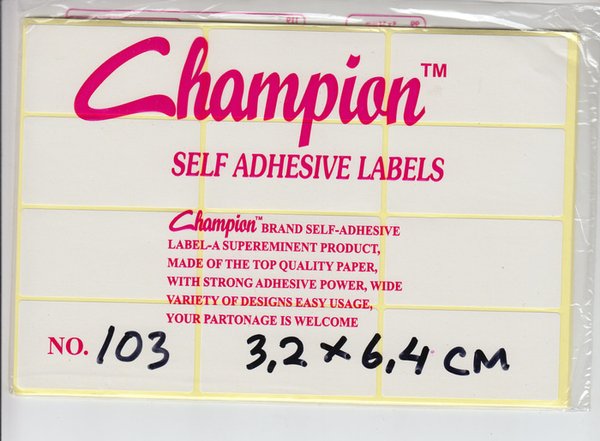 Champion™
SELF ADHESIVE LABELS
Champion™ BRAND SELF-ADHESIVE
LABEL-A SUPEREMINENT PRODUCT,
MADE OF THE TOP QUALITY PAPER,
WITH STRONG ADHESIVE POWER, WIDE
VARIETY OF DESIGNS EASY USAGE,
YOUR PARTONAGE IS WELCOME
NO. 103 3,2 x 6,4 CM